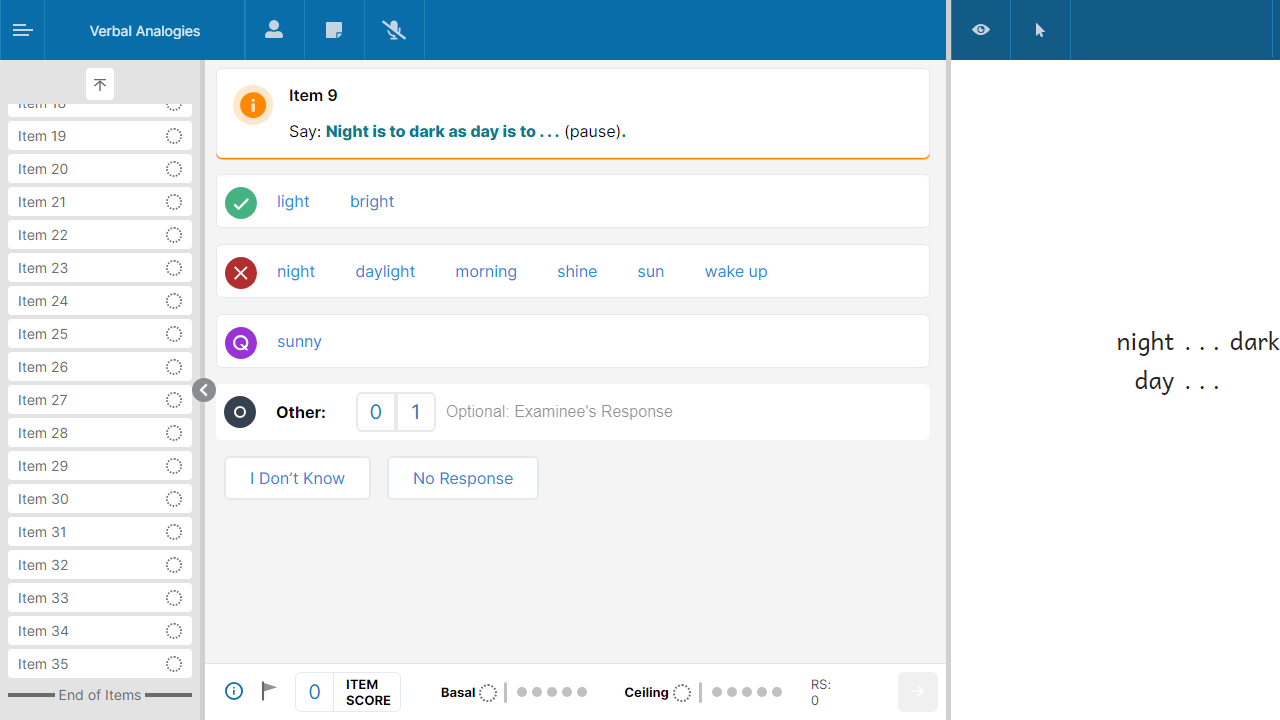 Verbal Analogies
Item 18
Item 19
Item 20
Item 21
Item 22
Item 23
Item 24
Item 25
Item 26
Item 27
Item 28
Item 29
Item 30
Item 31
Item 32
Item 33
Item 34
Item 35
End of Items
Item 9
Say: Night is to dark as day is to . . . (pause).
light bright
night daylight morning shine sun wake up
Q sunny
Other: 0 1 Optional: Examinee's Response
I Don’t Know No Response
0 ITEM SCORE
Basal Ceiling
RS:
0
night . . . dark
day . . .